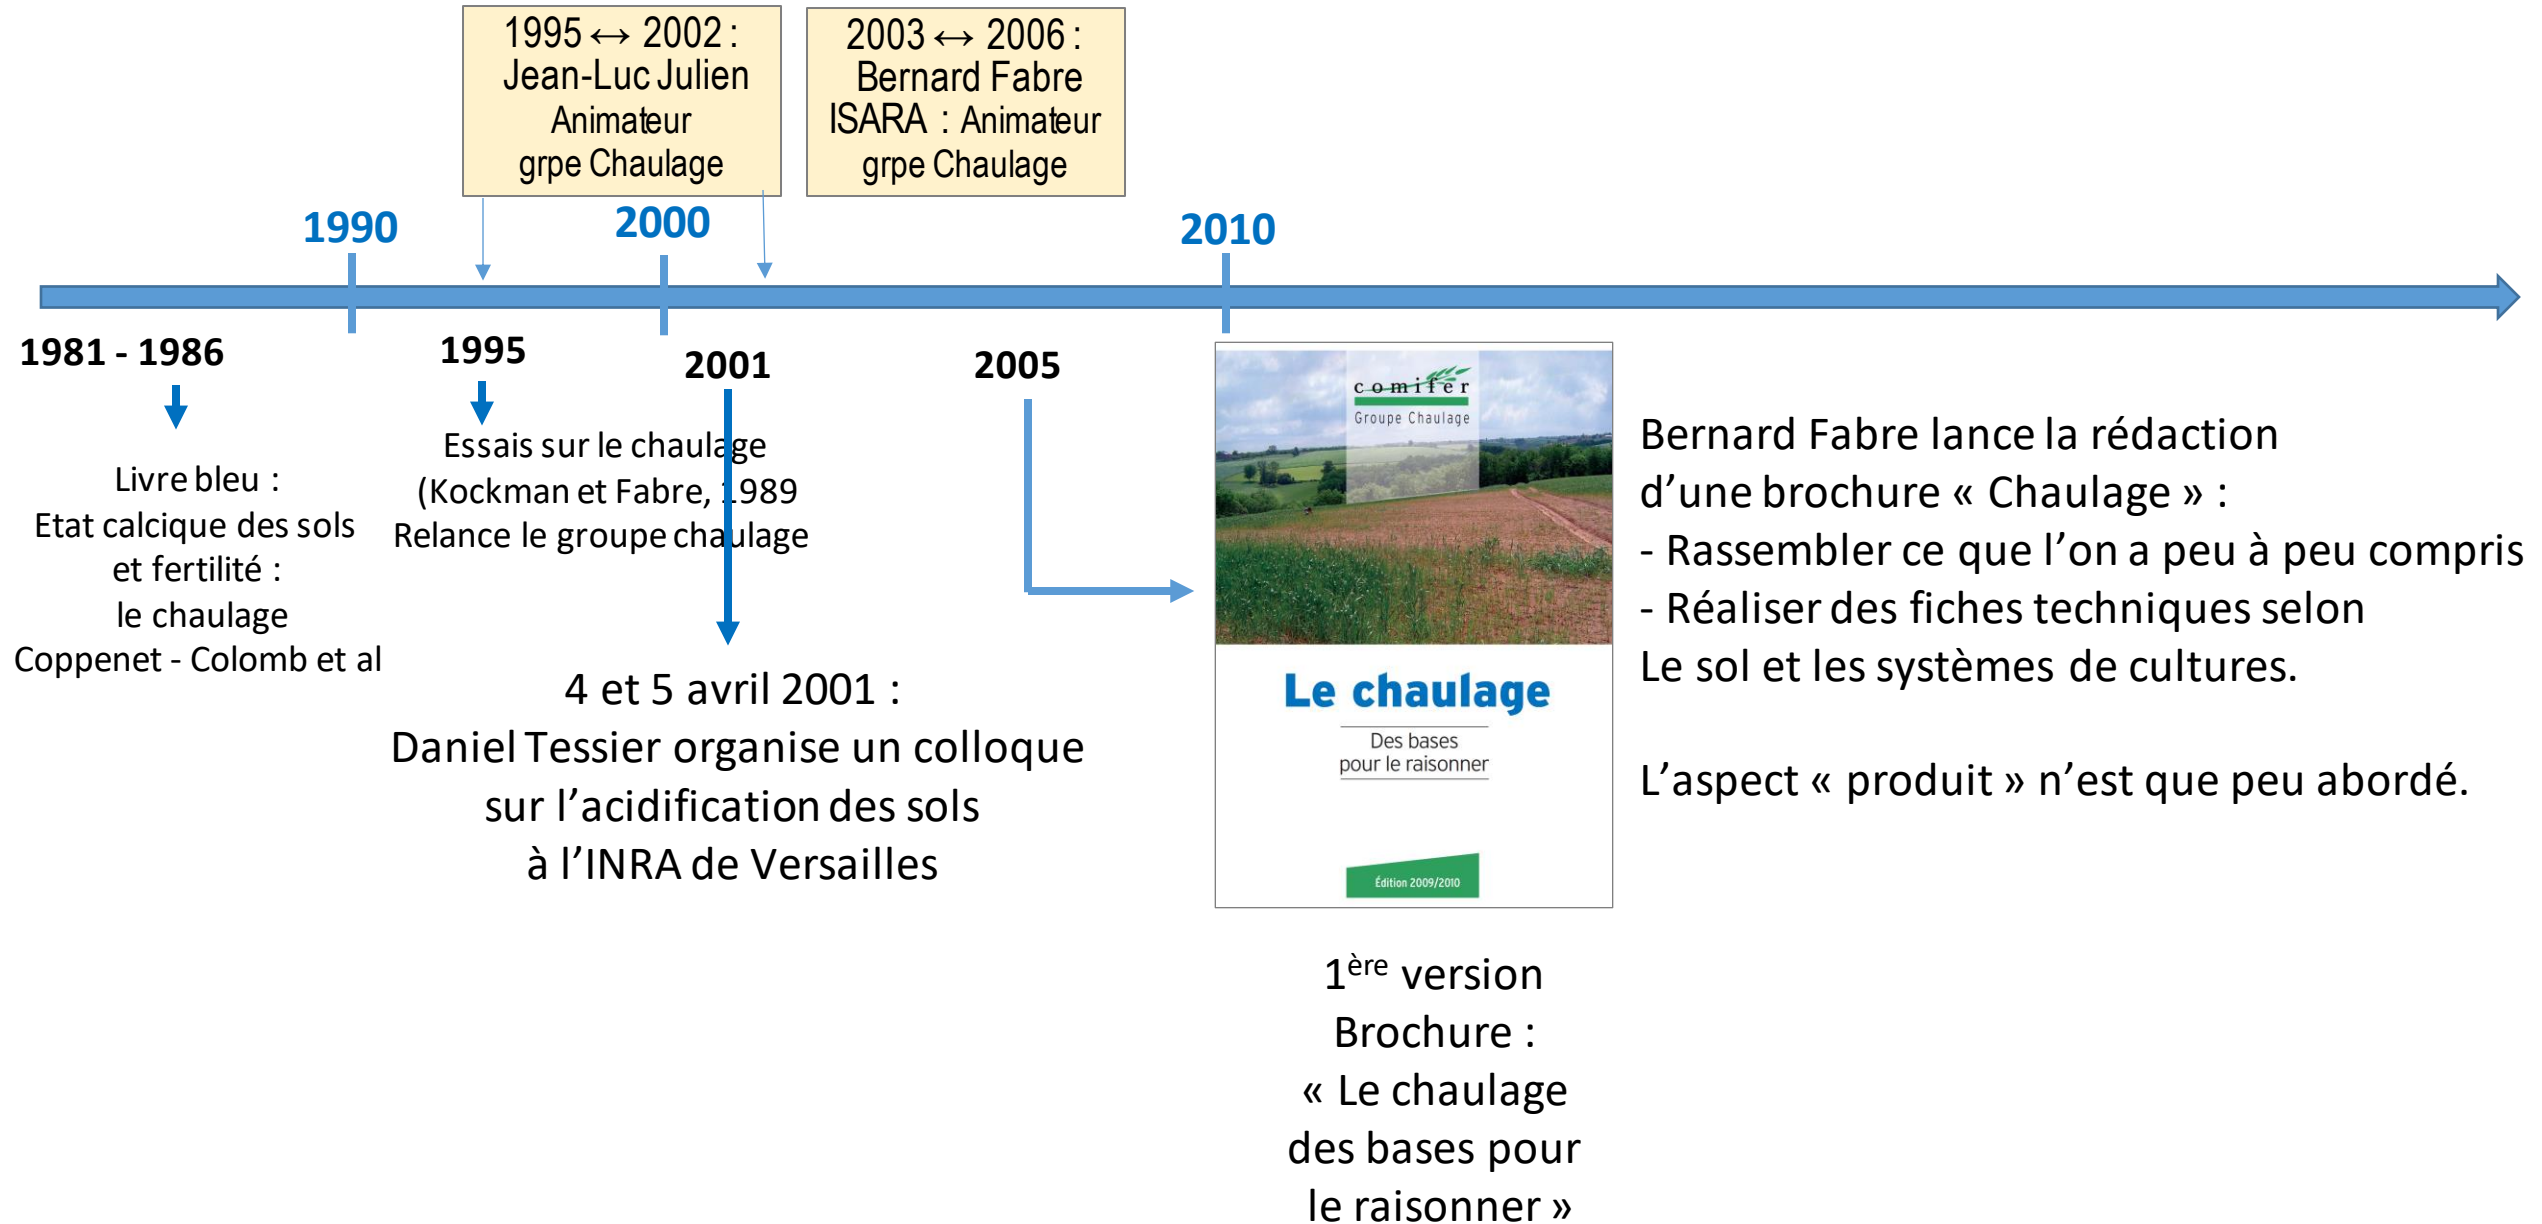 1995 ↔ 2002 :
Jean-Luc Julien
Animateur
grpe Chaulage
2003 ↔ 2006 :
Bernard Fabre
ISARA : Animateur
grpe Chaulage
1990
2000
2010
1981 - 1986
1995
2001
2005
Livre bleu :
Etat calcique des sols
et fertilité :
le chaulage
Coppenet - Colomb et al
Essais sur le chaulage
(Kockman et Fabre, 1989
Relance le groupe chaulage
4 et 5 avril 2001 :
Daniel Tessier organise un colloque
sur l’acidification des sols
à l’INRA de Versailles
comifer
Groupe Chaulage
Le chaulage
Des bases
pour le raisonner
Édition 2009/2010
1ère version
Brochure :
« Le chaulage
des bases pour
le raisonner »
Bernard Fabre lance la rédaction
d’une brochure « Chaulage » :
- Rassembler ce que l’on a peu à peu compris
- Réaliser des fiches techniques selon
Le sol et les systèmes de cultures.
L’aspect « produit » n’est que peu abordé.